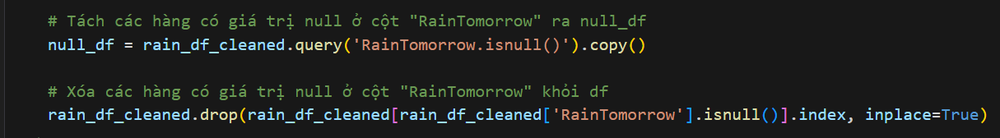 # Tách các hàng có giá trị null ở cột "RainTomorrow" ra null_df
null_df = rain_df_cleaned.query('RainTomorrow.isnull()').copy()
# Xóa các hàng có giá trị null ở cột "RainTomorrow" khỏi df
rain_df_cleaned.drop(rain_df_cleaned[rain_df_cleaned['RainTomorrow'].isnull()].index, inplace=True)